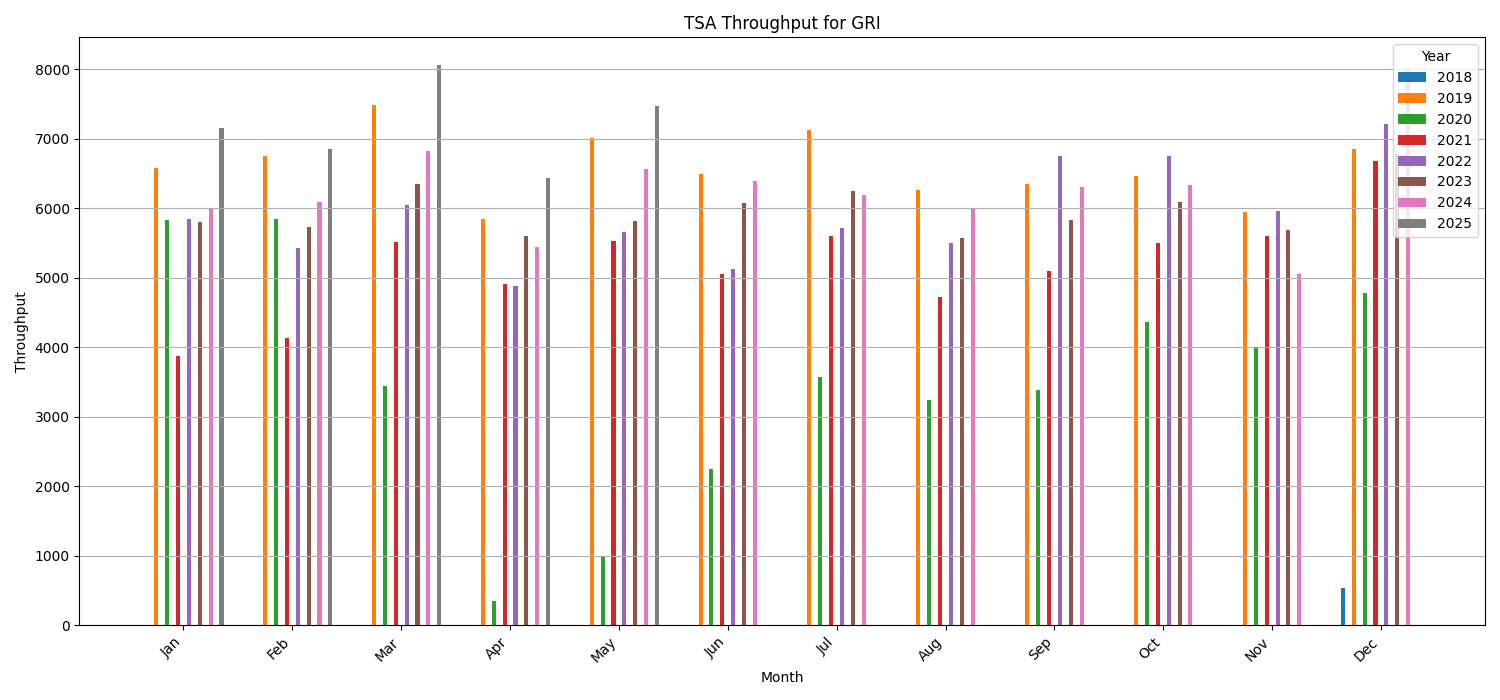 TSA Throughput for GRI
Year
2018
2019
2020
2021
2022
2023
2024
2025
Throughput
8000
7000
6000
5000
4000
3000
2000
1000
0
Jan
Feb
Mar
Apr
May
Jun
Jul
Aug
Sep
Oct
Nov
Dec
Month